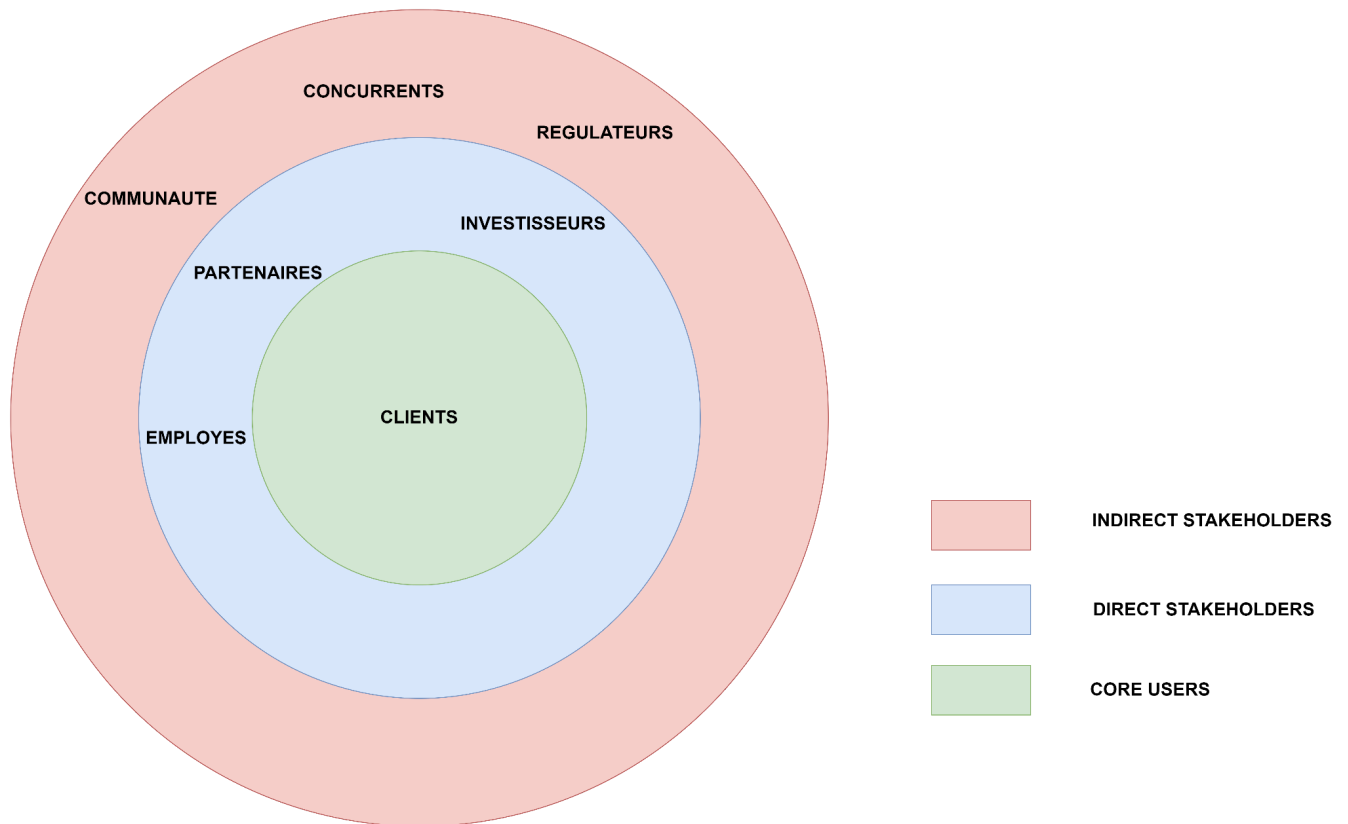 CONCURRENTS
REGULATEURS
COMMUNAUTE
INVESTISSEURS
PARTENAIRES
CLIENTS
EMPLOYES
INDIRECT STAKEHOLDERS
DIRECT STAKEHOLDERS
CORE USERS